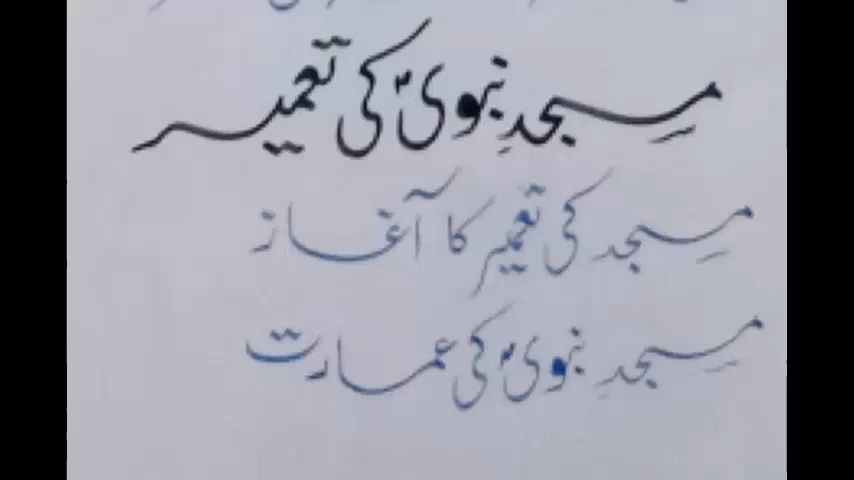 مسجدِ نبویؐ کی تعمیر
مسجد کی تعمیر کا آغاز
مسجدِ نبویؐ کی عمارت